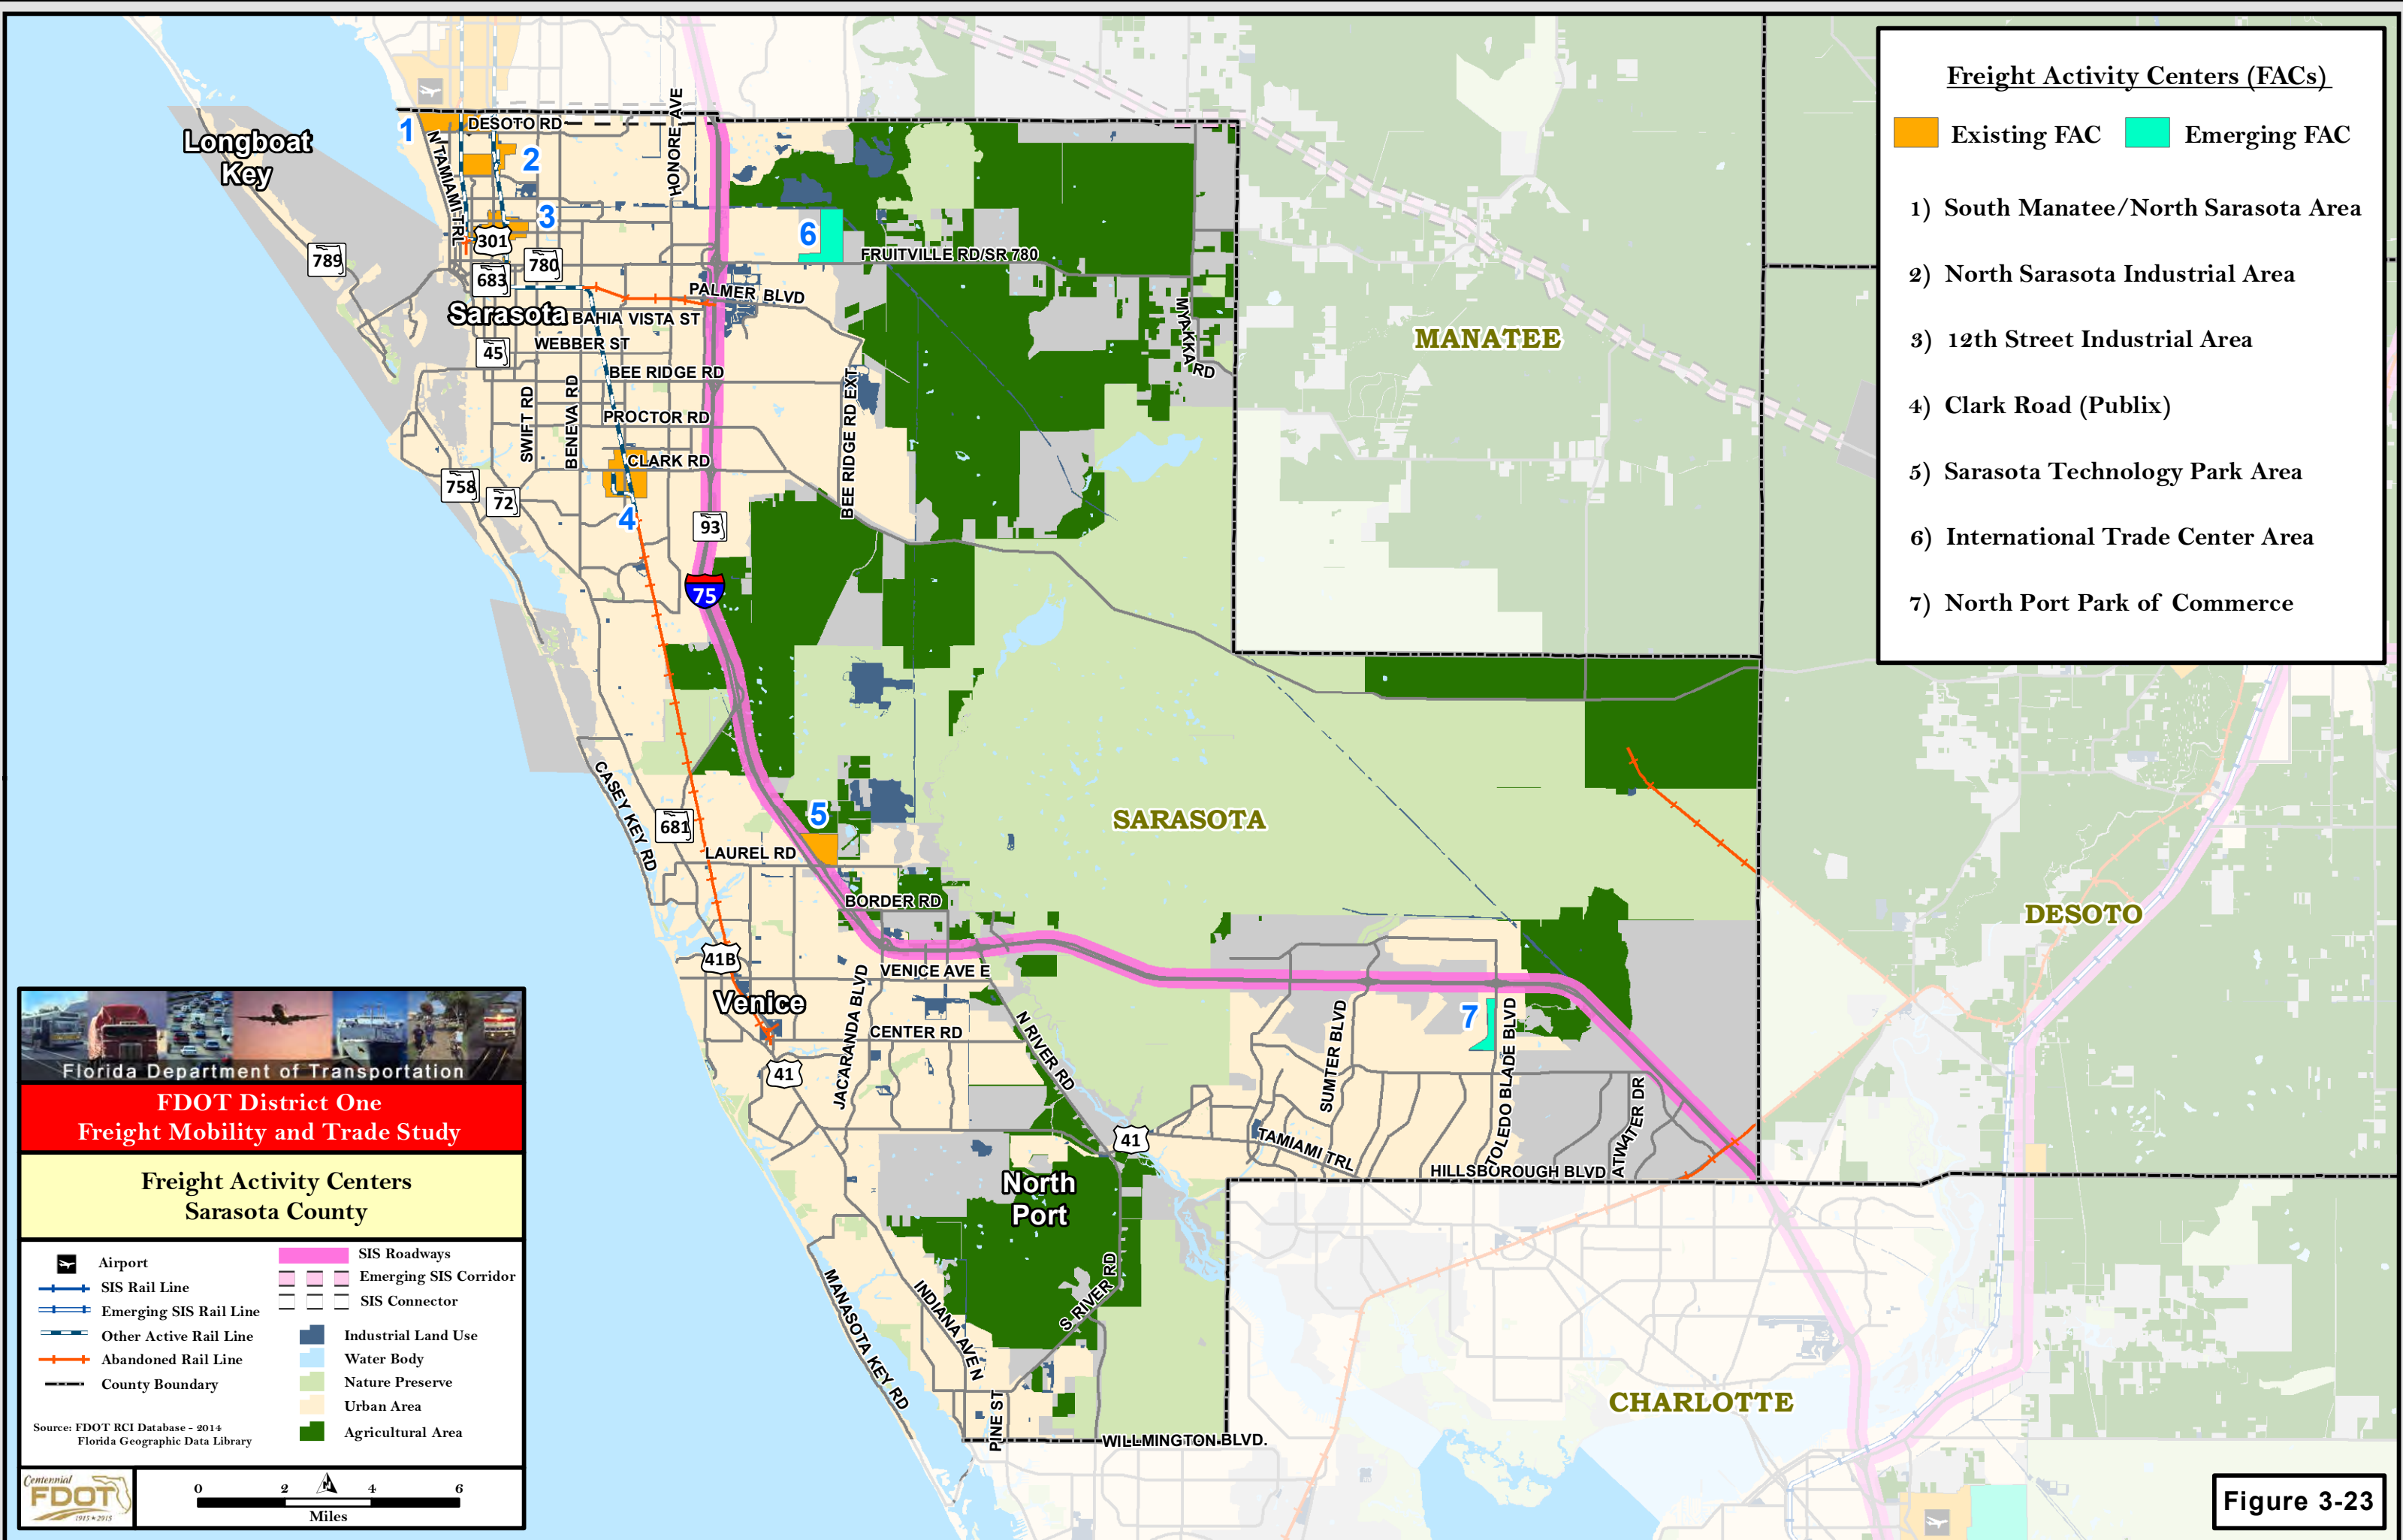 Freight Activity Centers (FACs)
Existing FAC
Emerging FAC
1) South Manatee/North Sarasota Area
2) North Sarasota Industrial Area
3) 12th Street Industrial Area
4) Clark Road (Publix)
5) Sarasota Technology Park Area
6) International Trade Center Area
7) North Port Park of Commerce
Longboat
Key
1
DESOTO RD
N TAMIAMI TRL
2
HONORE AVE
3
301
6
789
683
780
FRUITVILLE RD/SR 780
PALMER BLVD
Sarasota
BAHIA VISTA ST
MYAKKA RD
MANATEE
45
WEBBER ST
BEE RIDGE RD
SWIFT RD
BENEVA RD
PROCTOR RD
BEE RIDGE RD EXT
CLARK RD
758
72
4
93
75
CASEY KEY RD
681
5
SARASOTA
LAUREL RD
BORDER RD
DESOTO
41B
VENICE AVE E
Venice
JACARANDA BLVD
CENTER RD
N RIVER RD
7
SUMTER BLVD
TOLEDO BLADE BLVD
41
ATWATER DR
41
TAMIAMI TRL
HILLSBOROUGH BLVD
North
Port
MANASOTA KEY RD
INDIANA AVE N
S RIVER RD
PINE ST
WILLMINGTON BLVD.
CHARLOTTE
Florida Department of Transportation
FDOT District One
Freight Mobility and Trade Study
Freight Activity Centers
Sarasota County
Airport
SIS Rail Line
Emerging SIS Rail Line
Other Active Rail Line
Abandoned Rail Line
County Boundary
SIS Roadways
Emerging SIS Corridor
SIS Connector
Industrial Land Use
Water Body
Nature Preserve
Urban Area
Agricultural Area
Source: FDOT RCI Database - 2014
Florida Geographic Data Library
Centennial
FDOT
1915 * 2015
0 2 4 6
Miles
Figure 3-23